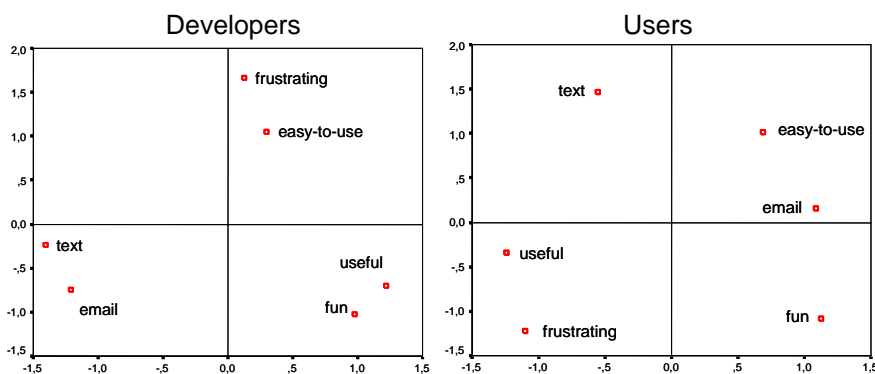 Developers
2,0
1,5
1,0
,5
0,0
-,5
-1,0
-1,5
frustrating
easy-to-use
text
email
useful
fun
-1,5
-1,0
-,5
0,0
,5
1,0
1,5
Users
2,0
1,5
1,0
,5
0,0
-,5
-1,0
-1,5
text
easy-to-use
email
useful
frustrating
fun
-1,5
-1,0
-,5
0,0
,5
1,0
1,5